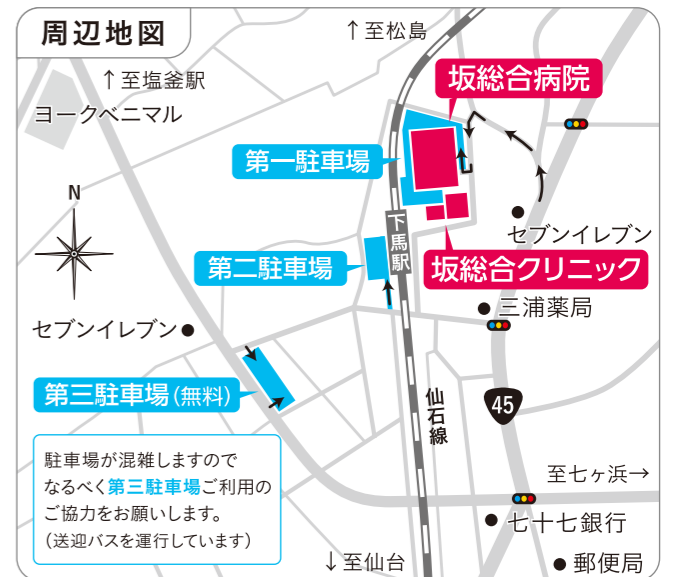 周辺地図
↑至松島
↑至塩釜駅
坂総合病院
ヨークベニマル
第一駐車場
N
セブンイレブン
下馬駅
第二駐車場
坂総合クリニック
三浦薬局
セブンイレブン
第三駐車場(無料)
仙石線
45
駐車場が混雑しますので
なるべく第三駐車場ご利用の
ご協力をお願いします。
(送迎バスを運行しています)
至七ヶ浜→
七十七銀行
↓至仙台
郵便局